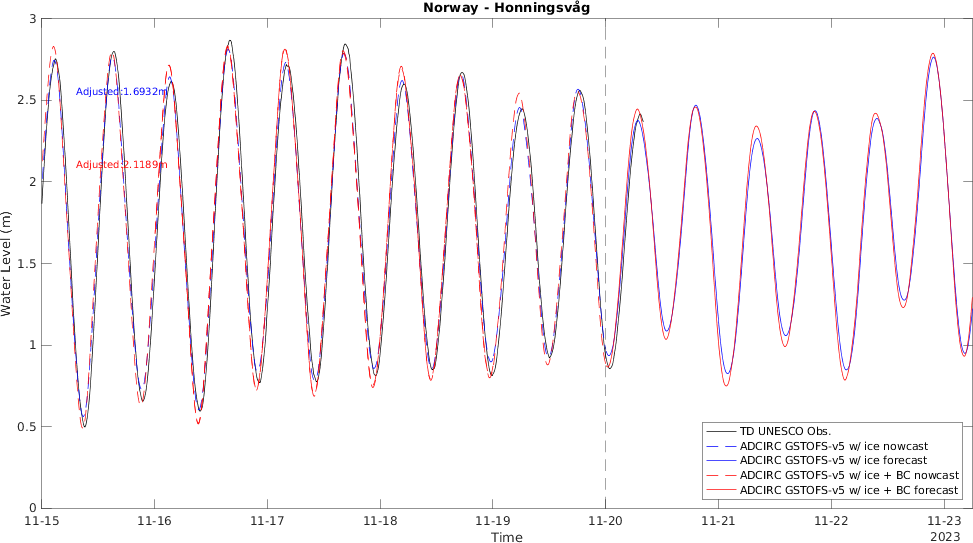 Norway - Honningsvåg
3
2.5
2
1.5
1
0.5
0
Water Level (m)
Adjusted:1.6932m
Adjusted:2.1189m
TD UNESCO Obs.
ADCIRC GSTOFS-v5 w/ ice nowcast
ADCIRC GSTOFS-v5 w/ ice forecast
ADCIRC GSTOFS-v5 w/ ice + BC nowcast
ADCIRC GSTOFS-v5 w/ ice + BC forecast
11-15 11-16 11-17 11-18 11-19 11-20 11-21 11-22 11-23
2023
Time